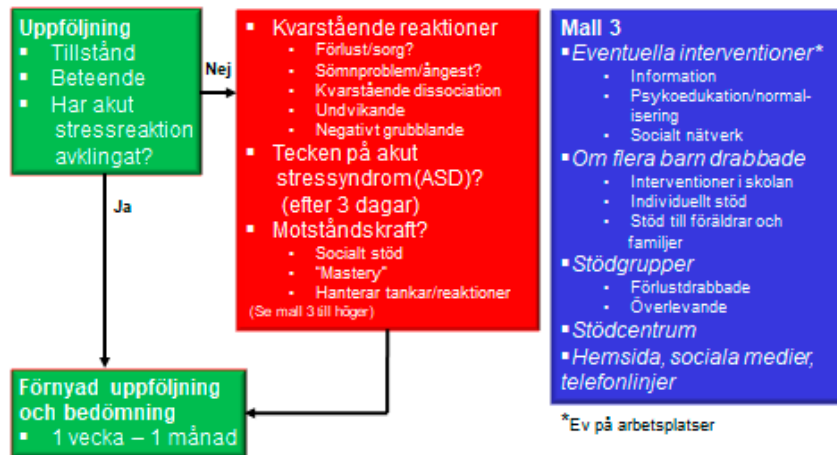 Uppföljning
▪ Tillstånd
▪ Beteende
▪ Har akut
stressreaktion
avklingat?
Nej
Ja
▪ Kvarstående reaktioner
▪ Förlust/sorg?
▪ Sömnproblem/ångest?
▪ Kvarstående dissociation
▪ Undvikande
▪ Negativt grubblande
▪ Tecken på akut
stressyndrom (ASD)?
(efter 3 dagar)
▪ Motståndskraft?
▪ Socialt stöd
▪ "Mastery"
▪ Hanterar tankar/reaktioner
(Se mall 3 till höger)
Förnyad uppföljning
och bedömning
▪ 1 vecka – 1 månad
Mall 3
▪Eventuella interventioner*
▪ Information
▪ Psykoedukation/normal-
isering
▪ Socialt nätverk
▪Om flera barn drabbade
▪ Interventioner i skolan
▪ Individuellt stöd
▪ Stöd till föräldrar och
familjer
▪Stödgrupper
▪ Förlustdrabbade
▪ Överlevande
▪Stödcentrum
▪Hemsida, sociala medier,
telefonlinjer
*Ev på arbetsplatser